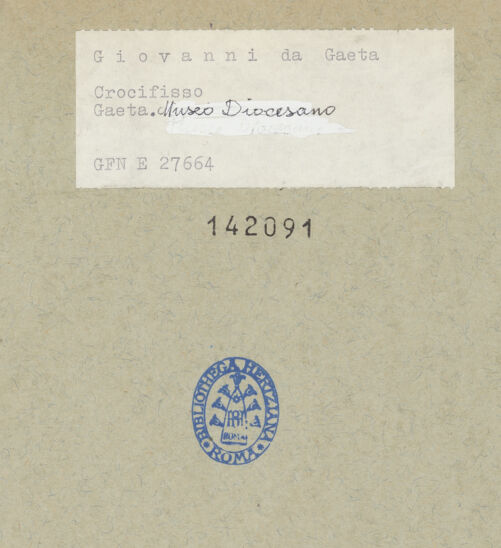 Giovanni da Gaeta
Crocifisso
Gaeta. Museo Diocesano
GFN E 27664
142091
BIBLIOTHECA HERTZIANA
ROMA